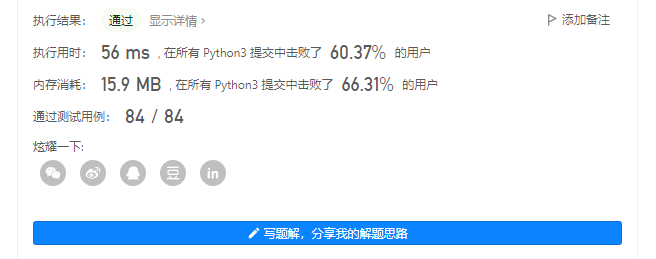 执行结果： 通过 显示详情 › 添加备注
执行用时： 56 ms , 在所有 Python3 提交中击败了 60.37% 的用户
内存消耗： 15.9 MB , 在所有 Python3 提交中击败了 66.31% 的用户
通过测试用例： 84 / 84
炫耀一下:
豆 in
写题解，分享我的解题思路